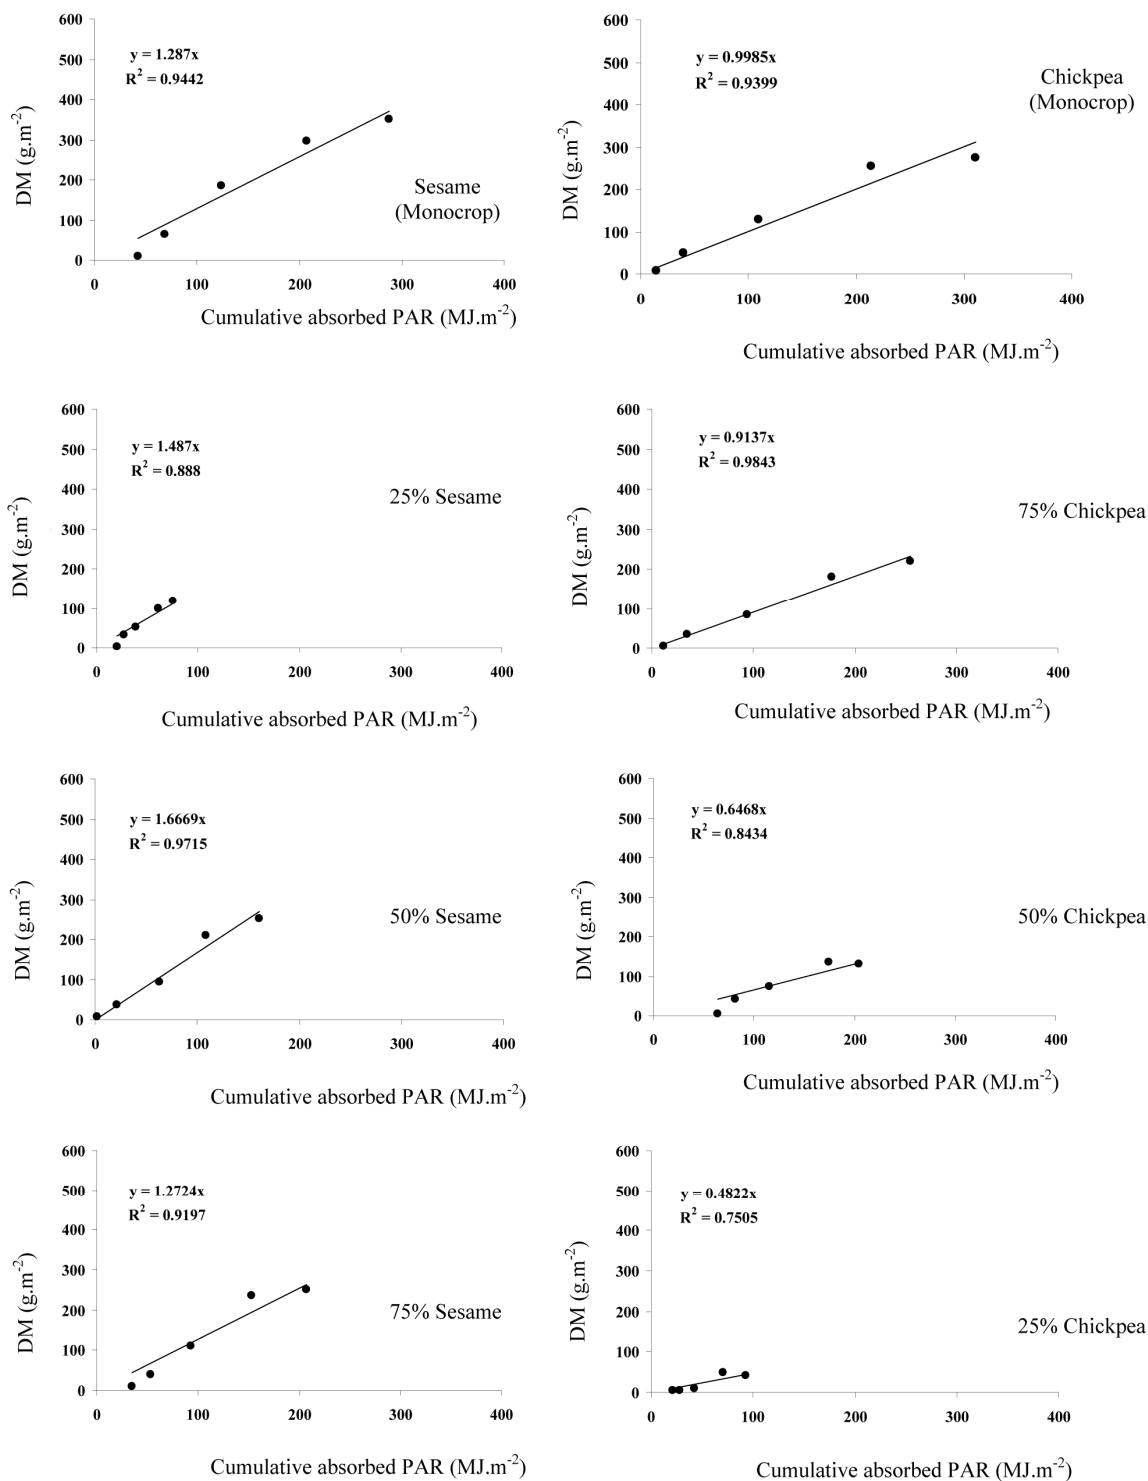 600
500
400
300
200
100
0
DM (g.m-2)
y = 1.287x
R2 = 0.9442
Sesame
(Monocrop)
0 100 200 300 400
Cumulative absorbed PAR (MJ.m-2)
600
500
400
300
200
100
0
DM (g.m-2)
y = 0.9985x
R2 = 0.9399
Chickpea
(Monocrop)
0 100 200 300 400
Cumulative absorbed PAR (MJ.m-2)
600
500
400
300
200
100
0
DM (g.m-2)
y = 1.487x
R2 = 0.888
25% Sesame
0 100 200 300 400
Cumulative absorbed PAR (MJ.m-2)
600
500
400
300
200
100
0
DM (g.m-2)
y = 0.9137x
R2 = 0.9843
75% Chickpea
0 100 200 300 400
Cumulative absorbed PAR (MJ.m-2)
600
500
400
300
200
100
0
DM (g.m-2)
y = 1.6669x
R2 = 0.9715
50% Sesame
0 100 200 300 400
Cumulative absorbed PAR (MJ.m-2)
600
500
400
300
200
100
0
DM (g.m-2)
y = 0.6468x
R2 = 0.8434
50% Chickpea
0 100 200 300 400
Cumulative absorbed PAR (MJ.m-2)
600
500
400
300
200
100
0
DM (g.m-2)
y = 1.2724x
R2 = 0.9197
75% Sesame
0 100 200 300 400
Cumulative absorbed PAR (MJ.m-2)
600
500
400
300
200
100
0
DM (g.m-2)
y = 0.4822x
R2 = 0.7505
25% Chickpea
0 100 200 300 400
Cumulative absorbed PAR (MJ.m-2)